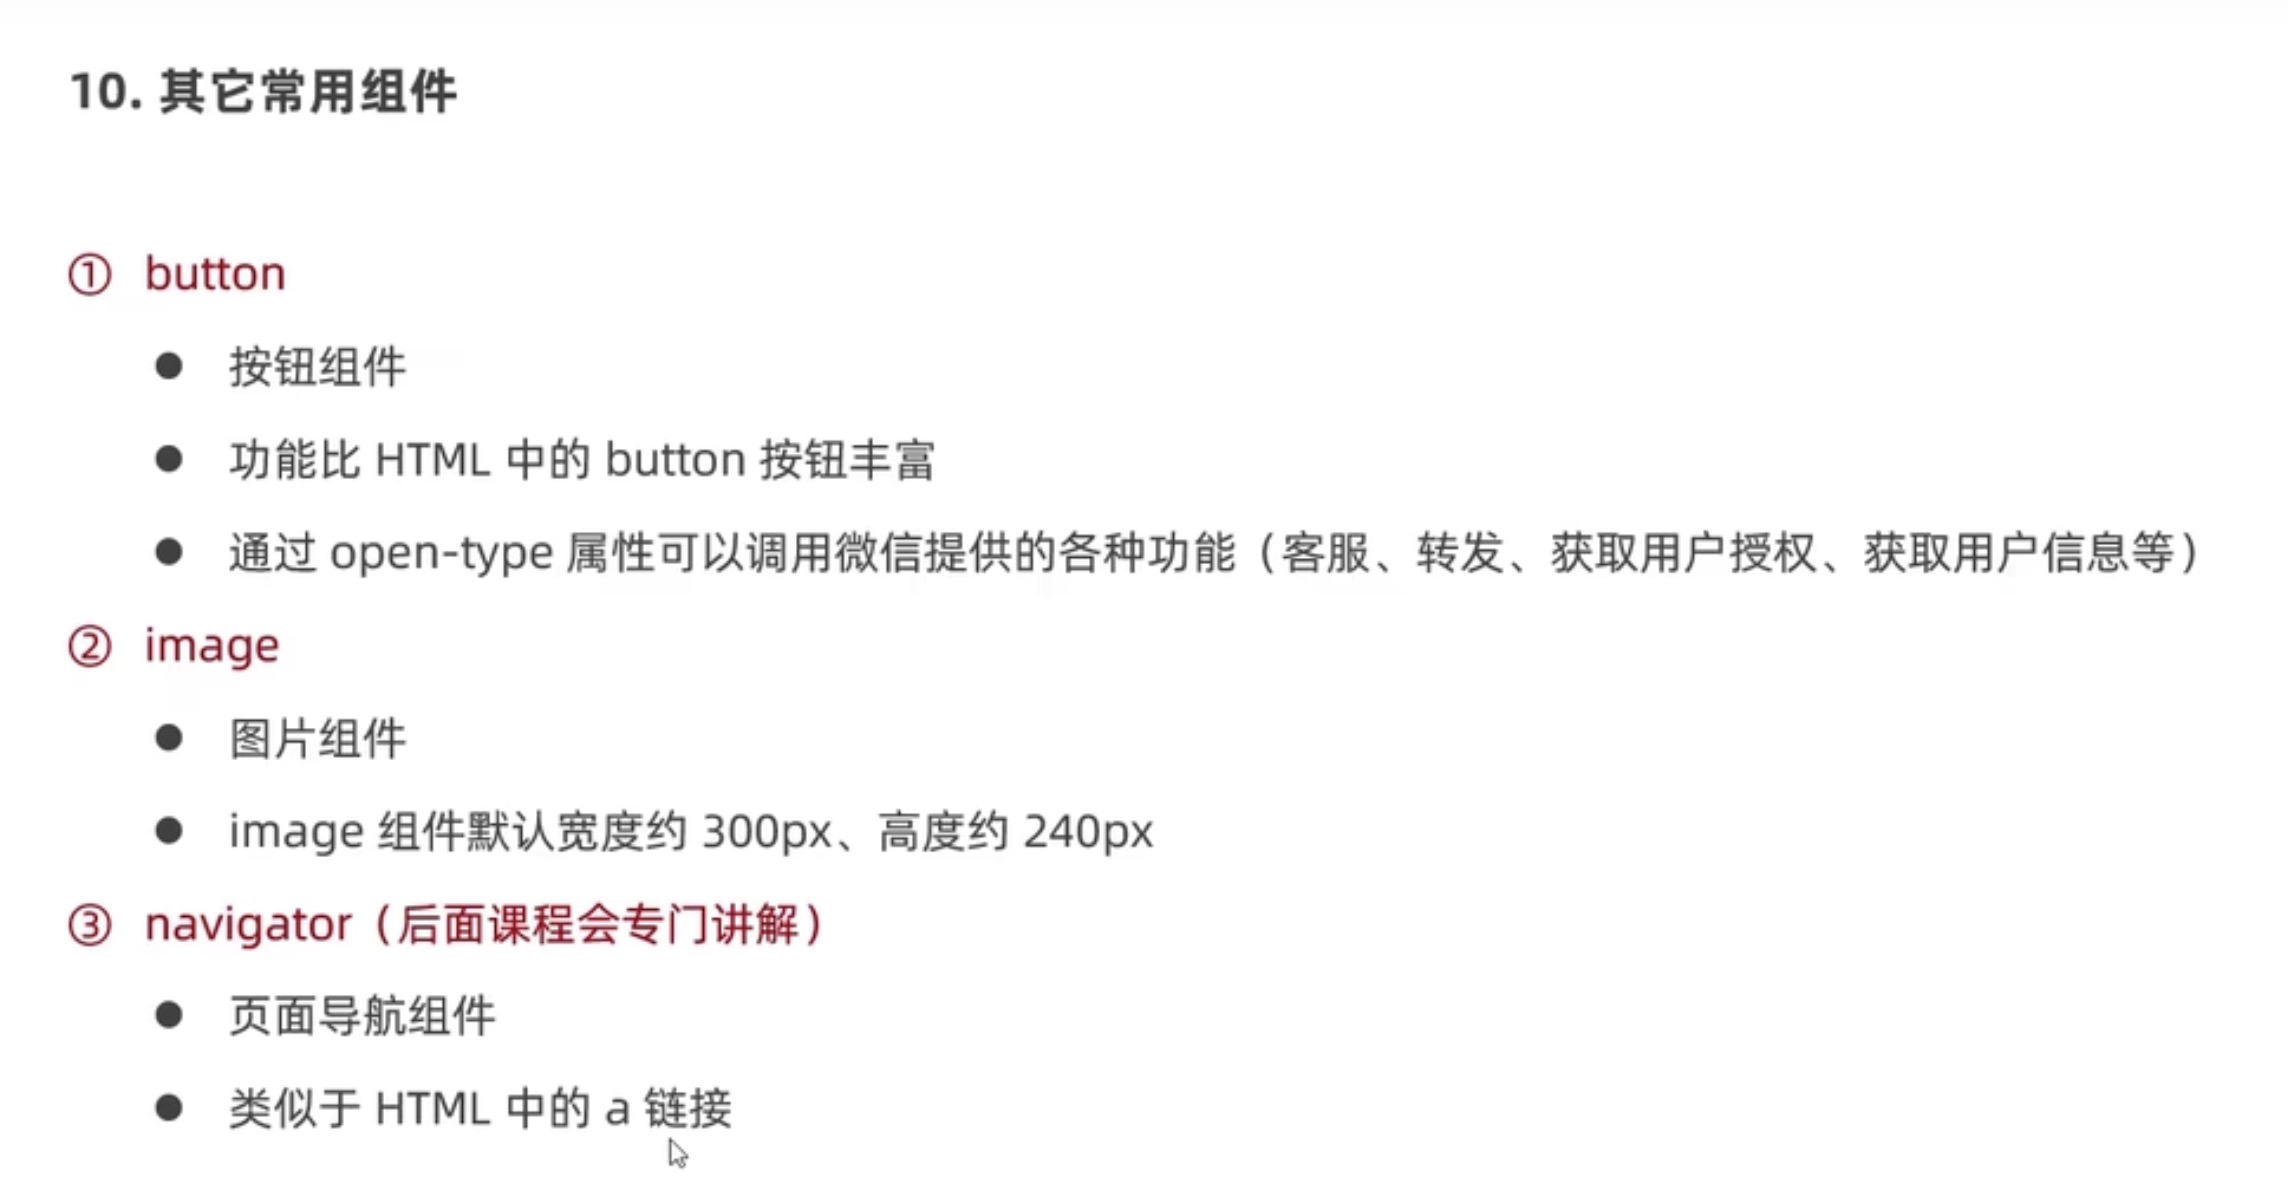 10. 其它常用组件
① button
● 按钮组件
● 功能比 HTML 中的 button 按钮丰富
● 通过 open-type 属性可以调用微信提供的各种功能（客服、转发、获取用户授权、获取用户信息等）
② image
● 图片组件
● image 组件默认宽度约 300px、高度约 240px
③ navigator（后面课程会专门讲解）
● 页面导航组件
● 类似于 HTML 中的 a 链接